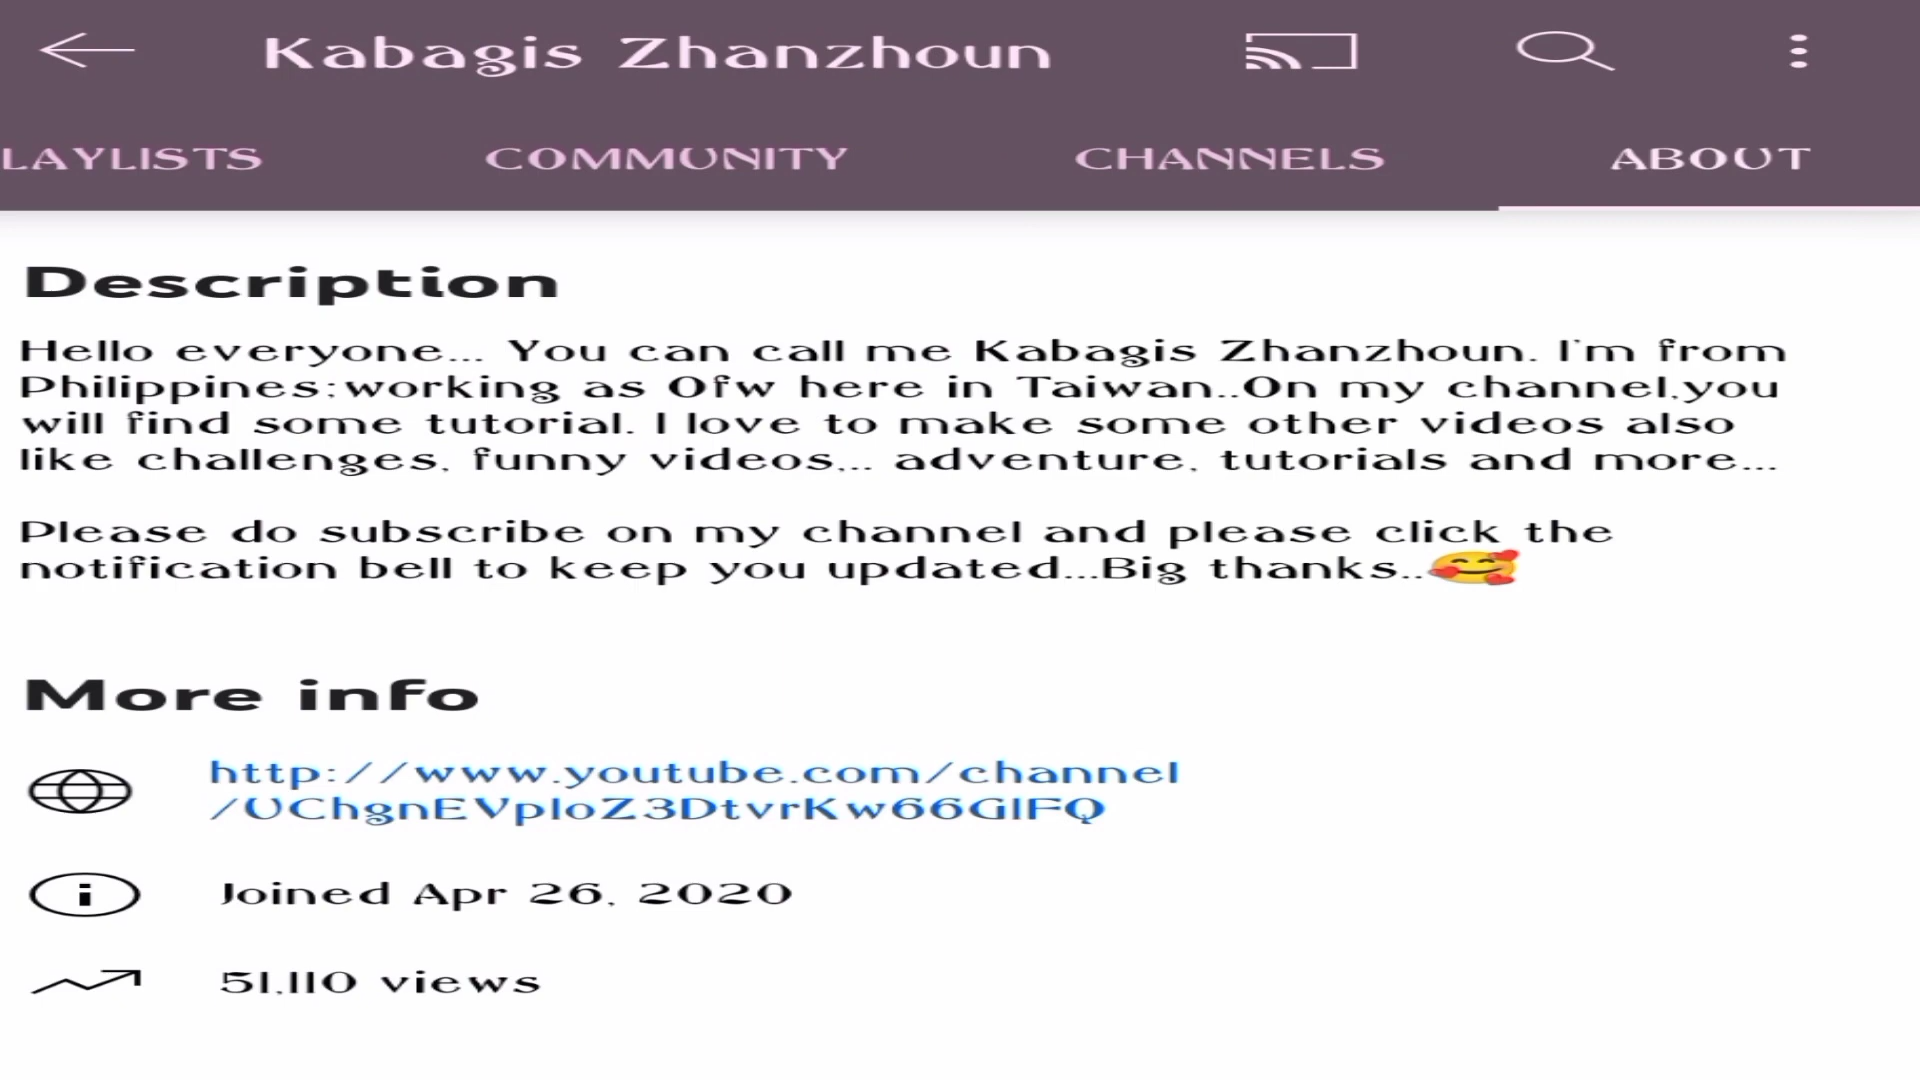 Kabagis Zhanzhoun
LAYLISTS COMMUNITY CHANNELS ABOUT
Description
Hello everyone... You can call me Kabagis Zhanzhoun. I'm from
Philippines;working as Ofw here in Taiwan..On my channel,you
will find some tutorial. I love to make some other videos also
like challenges, funny videos,.. adventure, tutorials and more...
Please do subscribe on my channel and please click the
notification bell to keep you updated...Big thanks..🥰
More info
http://www.youtube.com/channel
/UChgnEVploZ3DtvrKw66GlFQ
Joined Apr 26, 2020
51,110 views